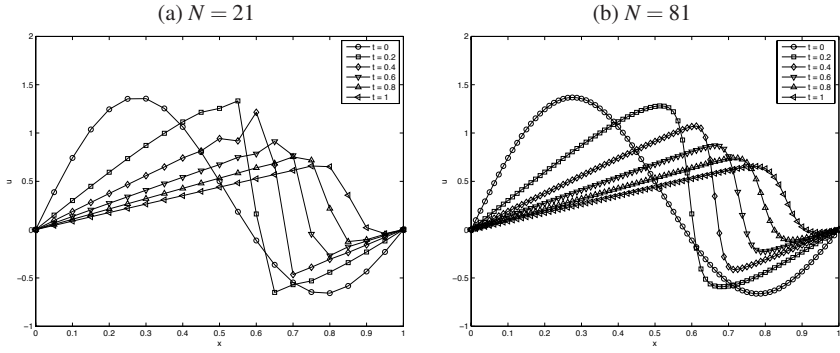 (a) N = 21
2
1.5
1
0.5
0
−0.5
−1
u
0
0.1
0.2
0.3
0.4
0.5
0.6
0.7
0.8
0.9
1
x
t = 0
t = 0.2
t = 0.4
t = 0.6
t = 0.8
t = 1
(b) N = 81
2
1.5
1
0.5
0
−0.5
−1
u
0
0.1
0.2
0.3
0.4
0.5
0.6
0.7
0.8
0.9
1
x
t = 0
t = 0.2
t = 0.4
t = 0.6
t = 0.8
t = 1